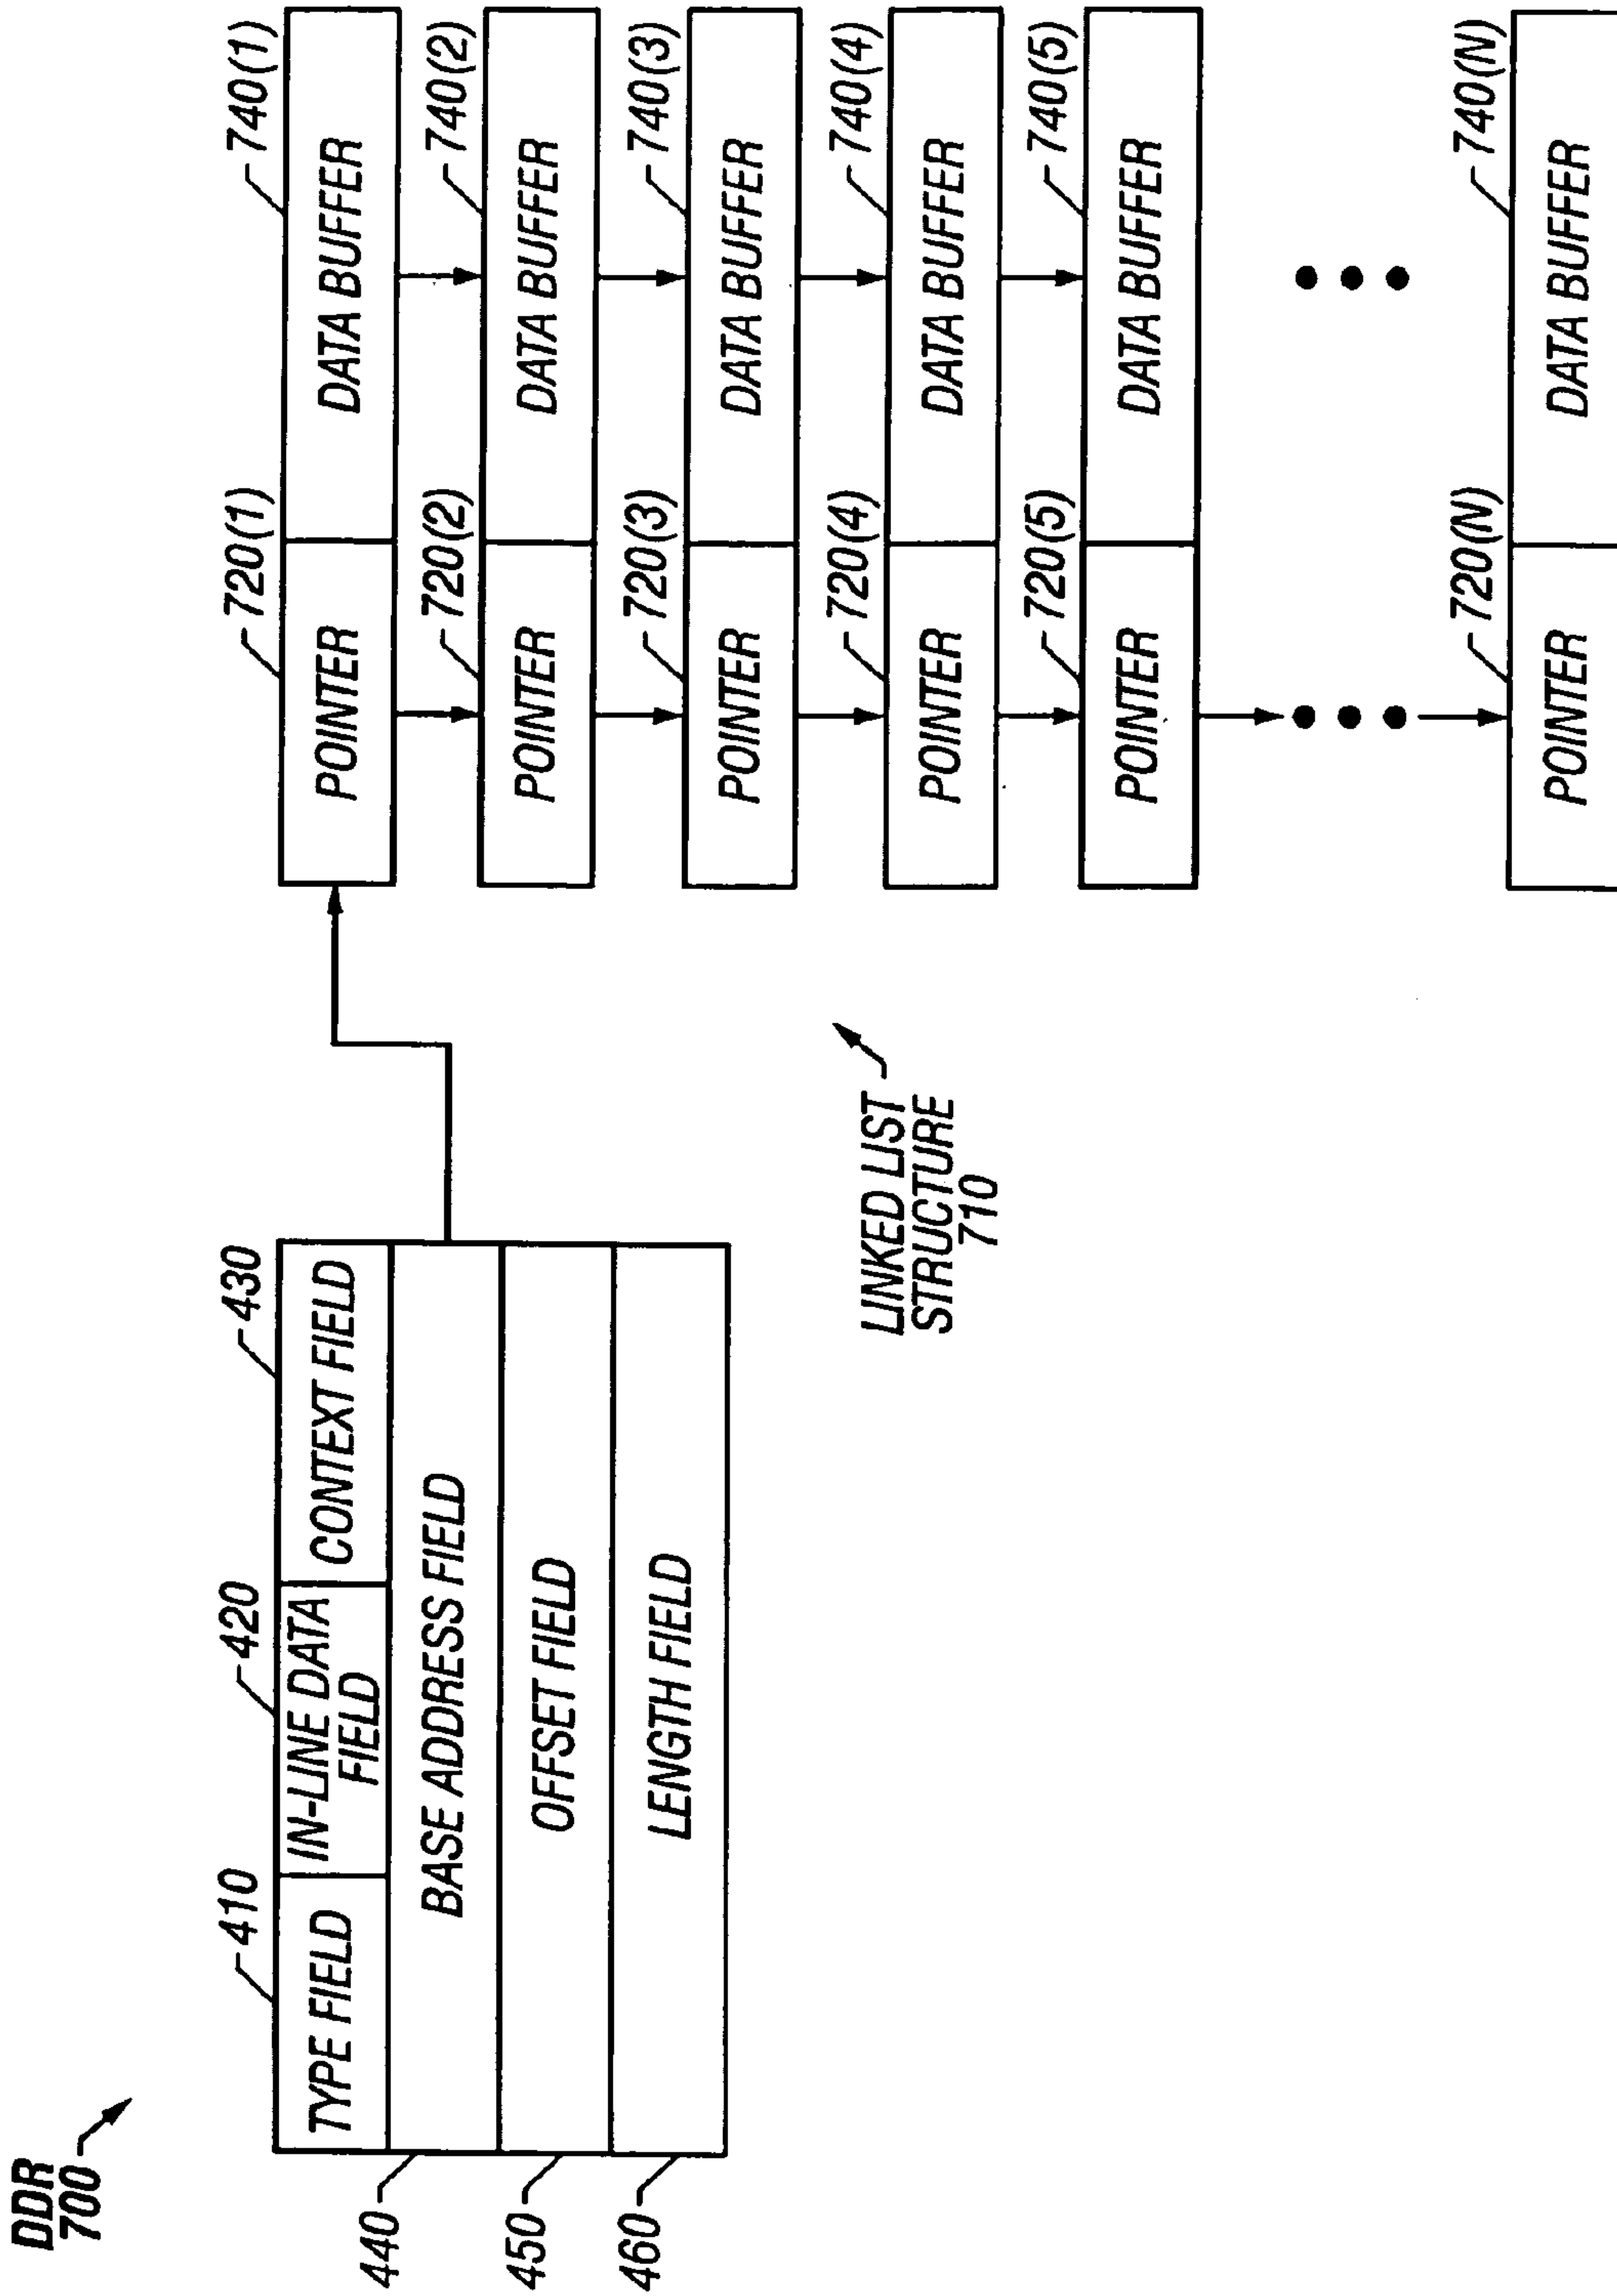 DDR
700
410
420
430
TYPE FIELD
IN-LINE DATA
FIELD
CONTEXT FIELD
440
BASE ADDRESS FIELD
450
OFFSET FIELD
460
LENGTH FIELD
LINKED LIST
STRUCTURE
710
720(1)
740(1)
POINTER
DATA BUFFER
720(2)
740(2)
POINTER
DATA BUFFER
720(3)
740(3)
POINTER
DATA BUFFER
720(4)
740(4)
POINTER
DATA BUFFER
720(5)
740(5)
POINTER
DATA BUFFER
720(N)
740(N)
POINTER
DATA BUFFER